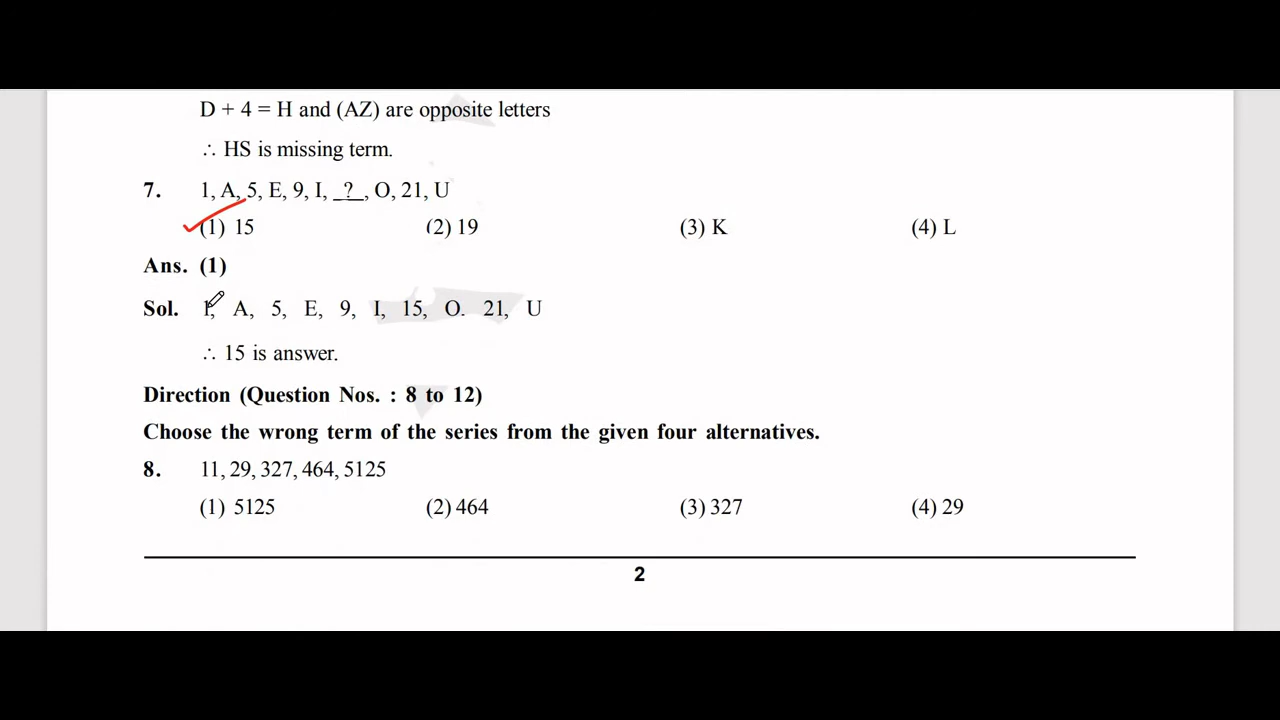 D + 4 = H and (AZ) are opposite letters
∴ HS is missing term.
7. 1, A, 5, E, 9, I, __?__, O, 21, U
(1) 15 (2) 19 (3) K (4) L
Ans. (1)
Sol. 1, A, 5, E, 9, I, 15, O. 21, U
∴ 15 is answer.
Direction (Question Nos. : 8 to 12)
Choose the wrong term of the series from the given four alternatives.
8. 11, 29, 327, 464, 5125
(1) 5125 (2) 464 (3) 327 (4) 29
2